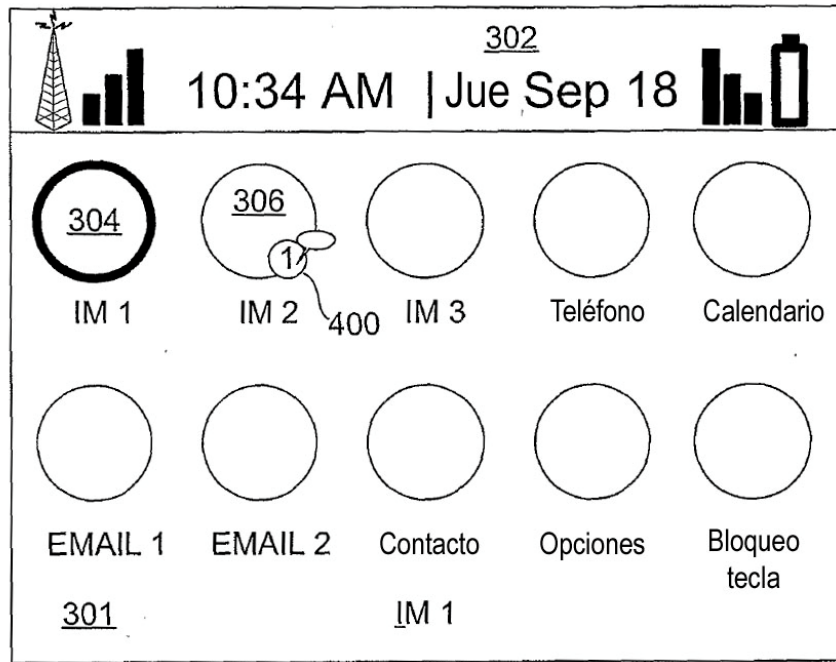 302
10:34 AM | Jue Sep 18
304
306
1
IM 1
IM 2
400
IM 3
Teléfono
Calendario
EMAIL 1
EMAIL 2
Contacto
Opciones
Bloqueo
tecla
301
IM 1